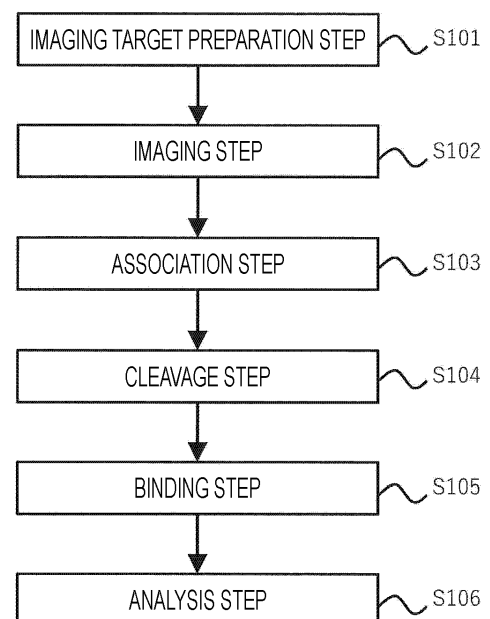 IMAGING TARGET PREPARATION STEP S101
IMAGING STEP S102
ASSOCIATION STEP S103
CLEAVAGE STEP S104
BINDING STEP S105
ANALYSIS STEP S106